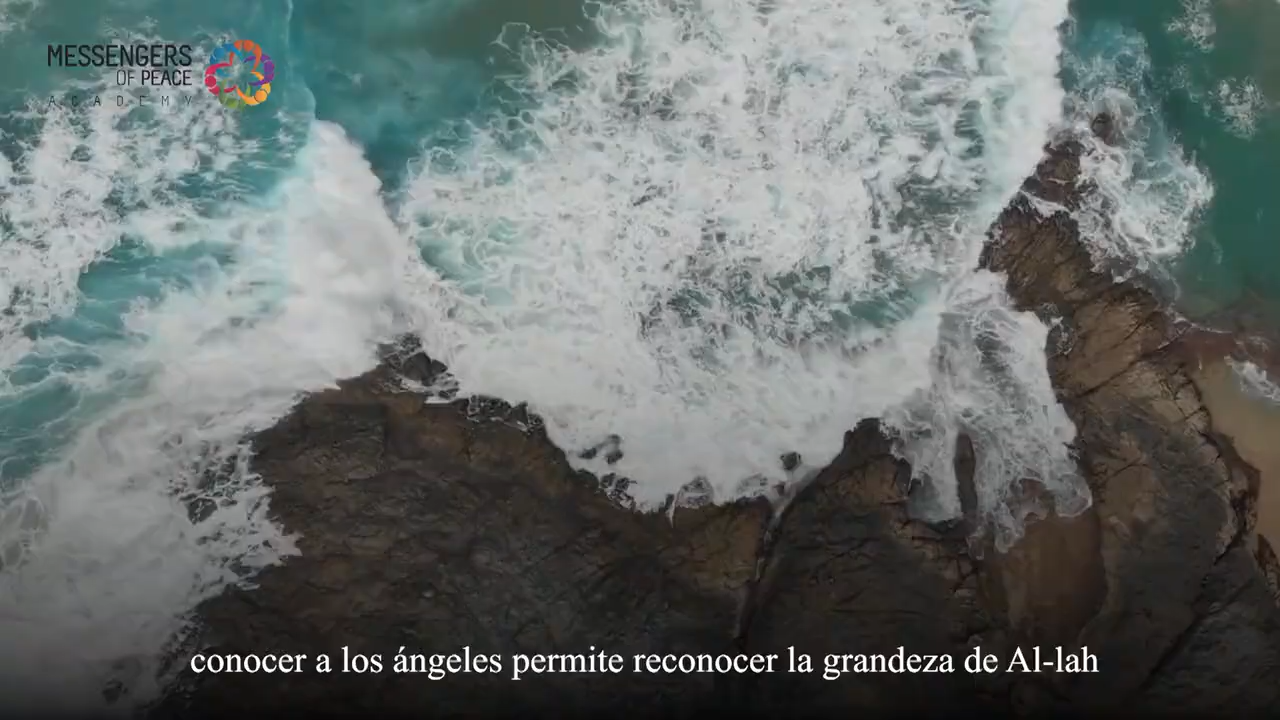 MESSENGERS
OF PEACE
ACADEMY
conocer a los ángeles permite reconocer la grandeza de Al-lah